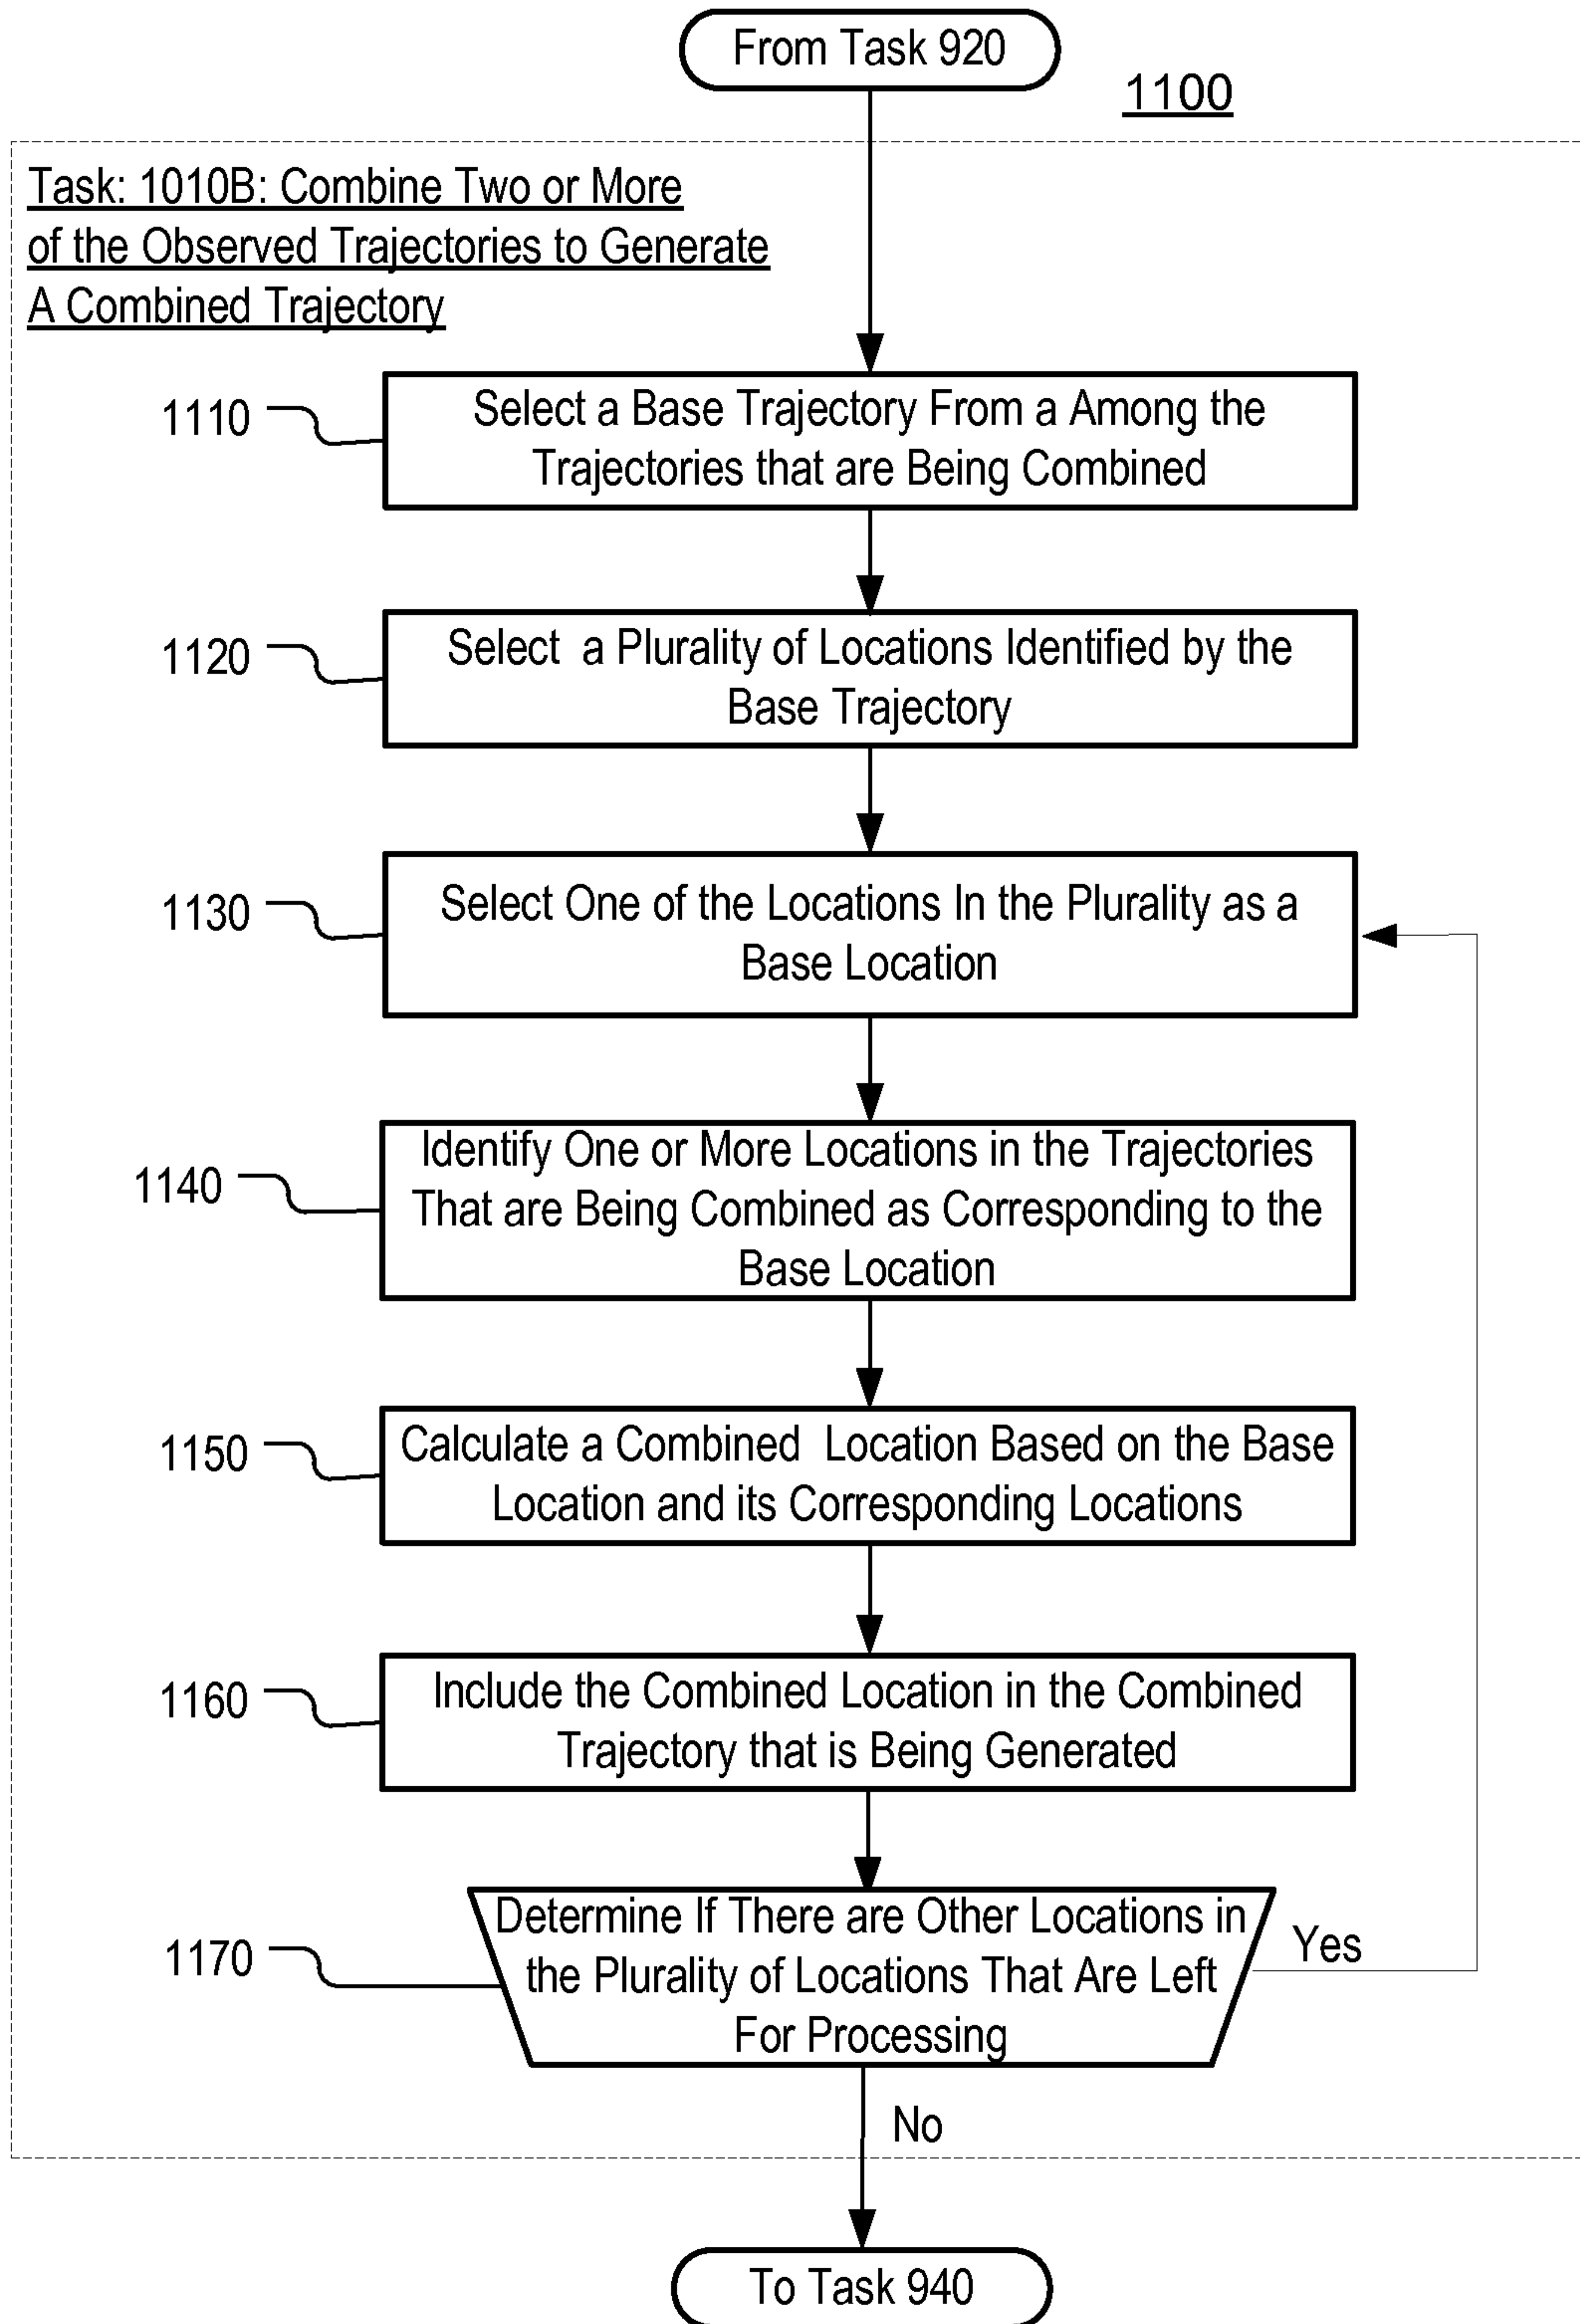 From Task 920
1100
Task: 1010B: Combine Two or More
of the Observed Trajectories to Generate
A Combined Trajectory
1110
Select a Base Trajectory From a Among the
Trajectories that are Being Combined
1120
Select a Plurality of Locations Identified by the
Base Trajectory
1130
Select One of the Locations In the Plurality as a
Base Location
1140
Identify One or More Locations in the Trajectories
That are Being Combined as Corresponding to the
Base Location
1150
Calculate a Combined Location Based on the Base
Location and its Corresponding Locations
1160
Include the Combined Location in the Combined
Trajectory that is Being Generated
1170
Determine If There are Other Locations in
the Plurality of Locations That Are Left
For Processing
Yes
No
To Task 940